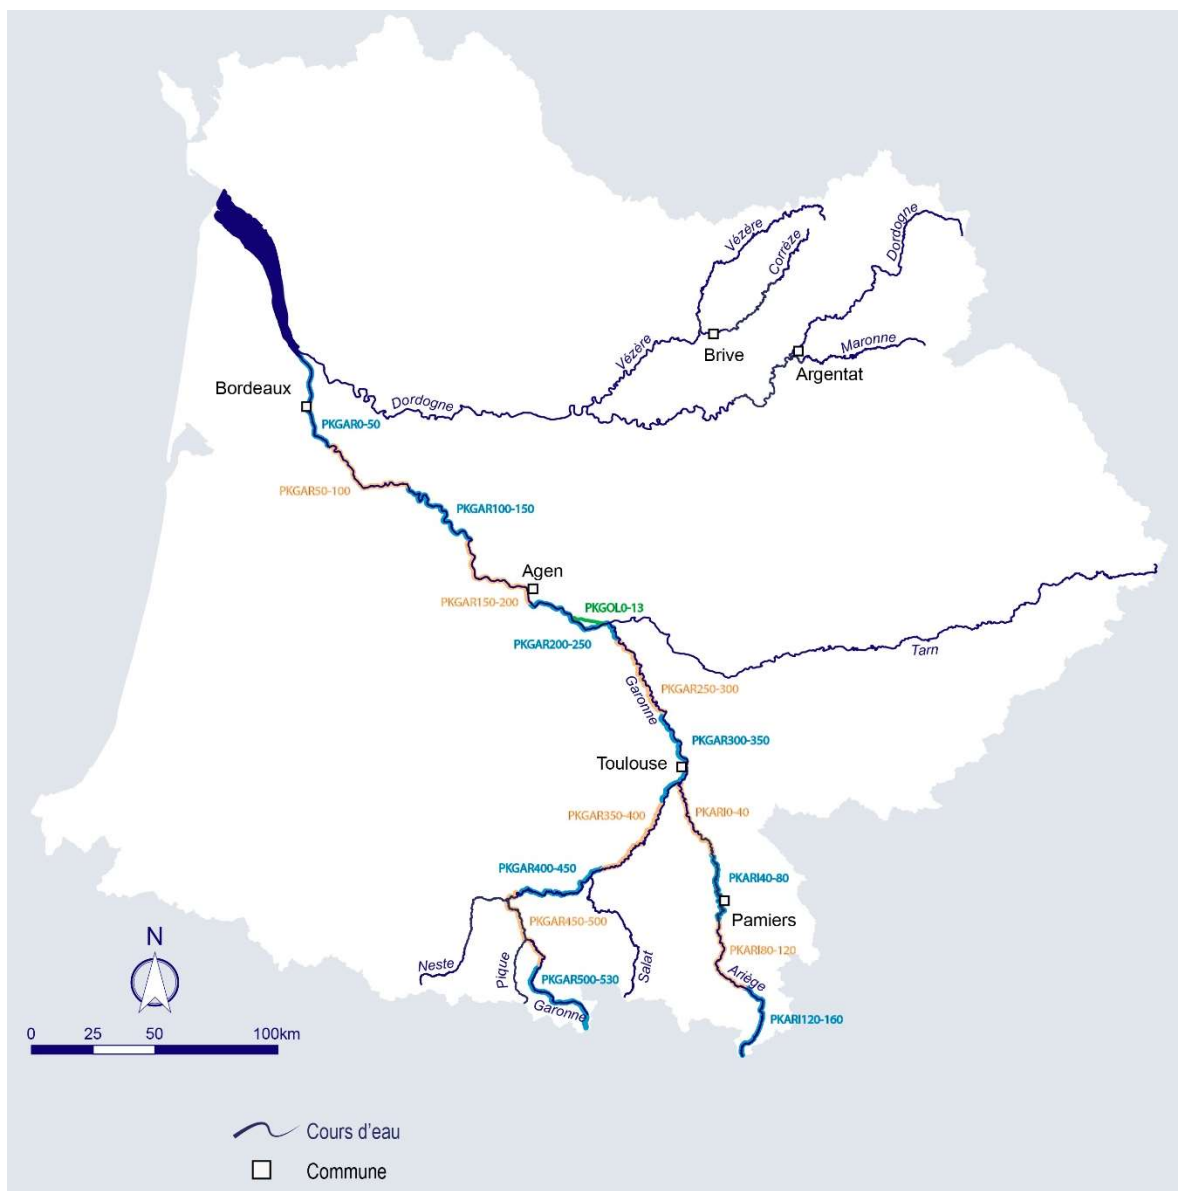 Vézère
Corrèze
Dordogne
Vézère
Brive
Maronne
Argentat
Bordeaux
Dordogne
PKGAR0-50
PKGAR50-100
PKGAR100-150
Agen
PKGAR150-200
PKGOL0-13
PKGAR200-250
Tarn
Garonne
PKGAR250-300
PKGAR300-350
Toulouse
PKGAR350-400
PKARI0-40
PKGAR400-450
PKARI40-80
Pamiers
PKGAR450-500
PKARI80-120
N
Neste
Pique
Salat
Ariège
PKGAR500-530
Garonne
PKARI120-160
0 25 50 100km
Cours d'eau
Commune